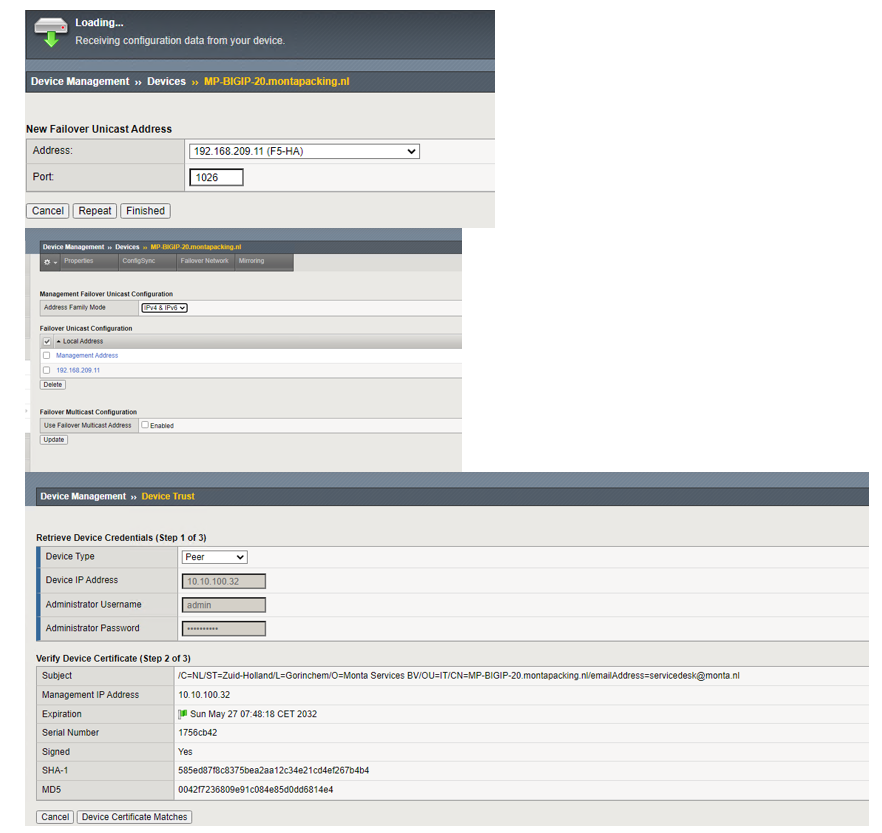 Loading...
Receiving configuration data from your device.
Device Management ›› Devices ›› MP-BIGIP-20.montapacking.nl
New Failover Unicast Address
Address: 192.168.209.11 (F5-HA)
Port: 1026
Cancel Repeat Finished
Device Management ›› Devices ›› MP-BIGIP-20.montapacking.nl
Properties ConfigSync Failover Network Mirroring
Management Failover Unicast Configuration
Address Family Mode IPv4 & IPv6
Failover Unicast Configuration
Local Address
Management Address
192.168.209.11
Delete
Failover Multicast Configuration
Use Failover Multicast Address Enabled
Update
Device Management ›› Device Trust
Retrieve Device Credentials (Step 1 of 3)
Device Type Peer
Device IP Address 10.10.100.32
Administrator Username admin
Administrator Password ••••••••••
Verify Device Certificate (Step 2 of 3)
Subject /C=NL/ST=Zuid-Holland/L=Gorinchem/O=Monta Services BV/OU=IT/CN=MP-BIGIP-20.montapacking.nl/emailAddress=servicedesk@monta.nl
Management IP Address 10.10.100.32
Expiration Sun May 27 07:48:18 CET 2032
Serial Number 1756cb42
Signed Yes
SHA-1 585ed87f8c8375bea2aa12c34e21cd4ef267b4b4
MD5 0042f7236809e91c084e85d0dd6814e4
Cancel Device Certificate Matches